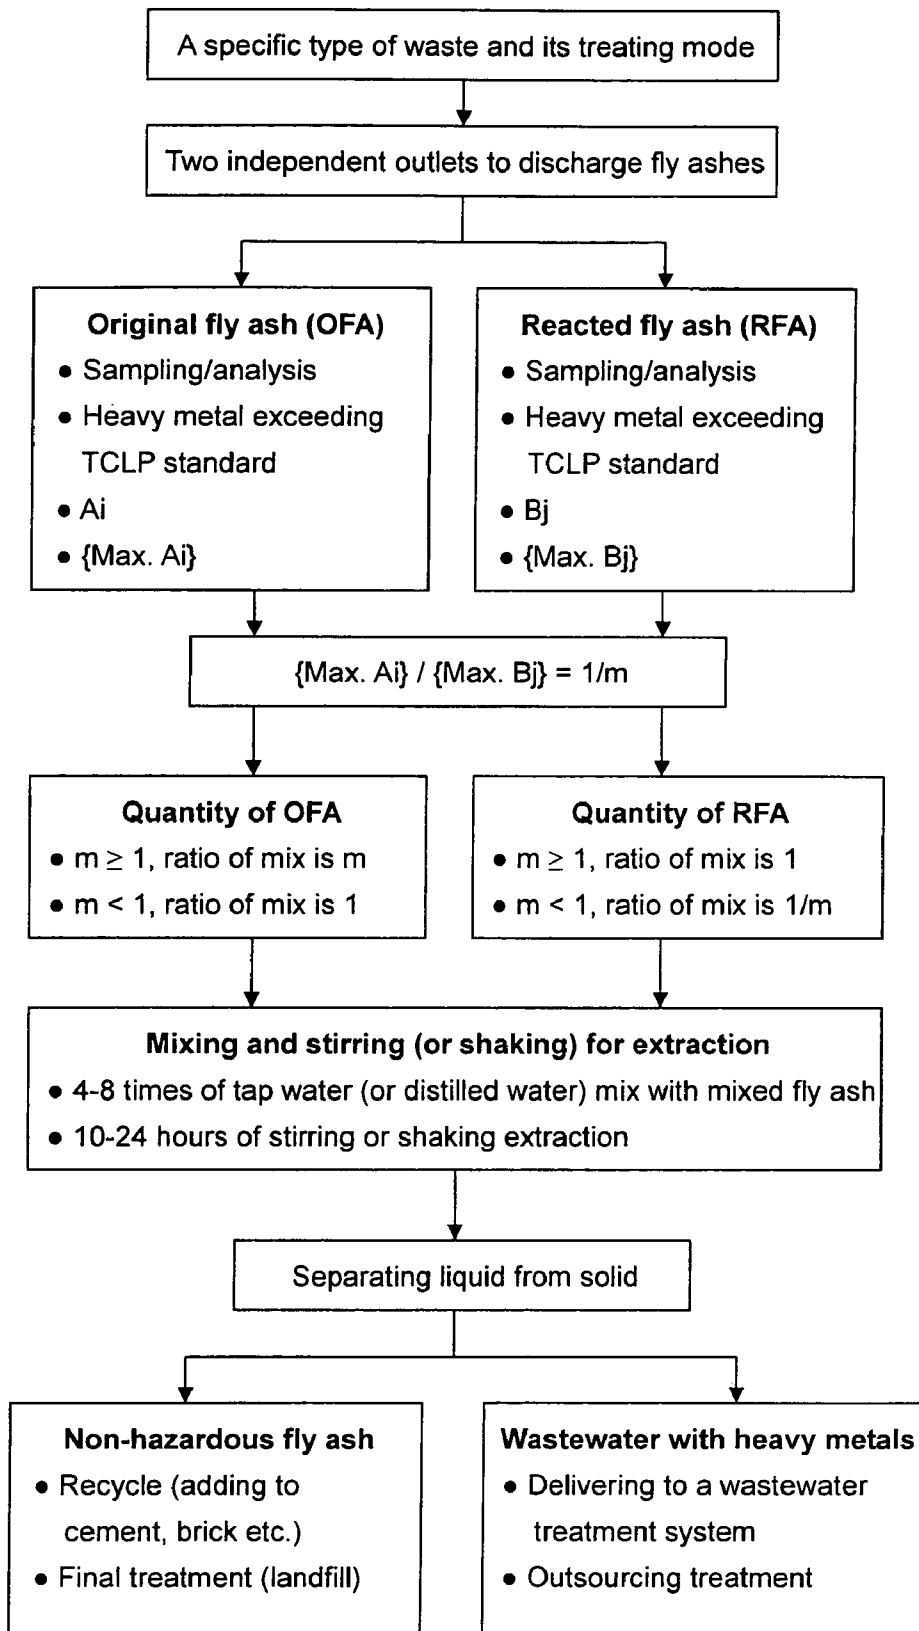 A specific type of waste and its treating mode
Two independent outlets to discharge fly ashes
Original fly ash (OFA)
● Sampling/analysis
● Heavy metal exceeding
TCLP standard
● Ai
● {Max. Ai}
Reacted fly ash (RFA)
● Sampling/analysis
● Heavy metal exceeding
TCLP standard
● Bj
● {Max. Bj}
{Max. Ai} / {Max. Bj} = 1/m
Quantity of OFA
● m ≥ 1, ratio of mix is m
● m < 1, ratio of mix is 1
Quantity of RFA
● m ≥ 1, ratio of mix is 1
● m < 1, ratio of mix is 1/m
Mixing and stirring (or shaking) for extraction
● 4-8 times of tap water (or distilled water) mix with mixed fly ash
● 10-24 hours of stirring or shaking extraction
Separating liquid from solid
Non-hazardous fly ash
● Recycle (adding to
cement, brick etc.)
● Final treatment (landfill)
Wastewater with heavy metals
● Delivering to a wastewater
treatment system
● Outsourcing treatment